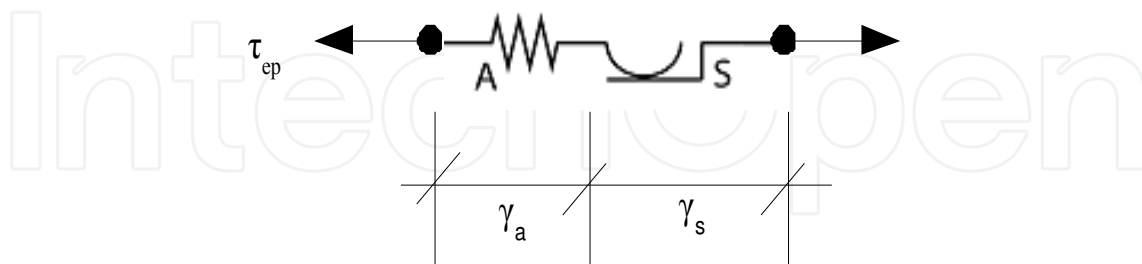 τep
A
S
γa
γs
IntechOpen